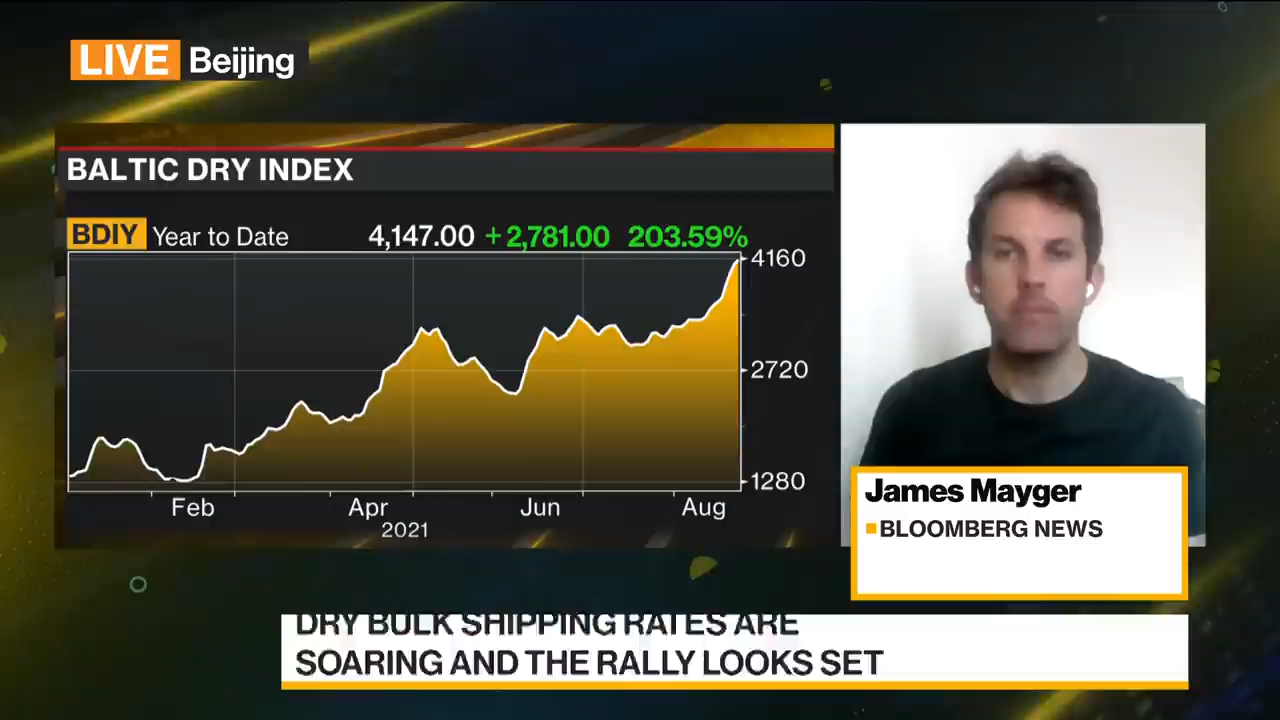 LIVE Beijing
BALTIC DRY INDEX
BDIY Year to Date 4,147.00 +2,781.00 203.59%
4160
2720
1280
Feb Apr Jun Aug
2021
James Mayger
BLOOMBERG NEWS
DRY BULK SHIPPING RATES ARE
SOARING AND THE RALLY LOOKS SET